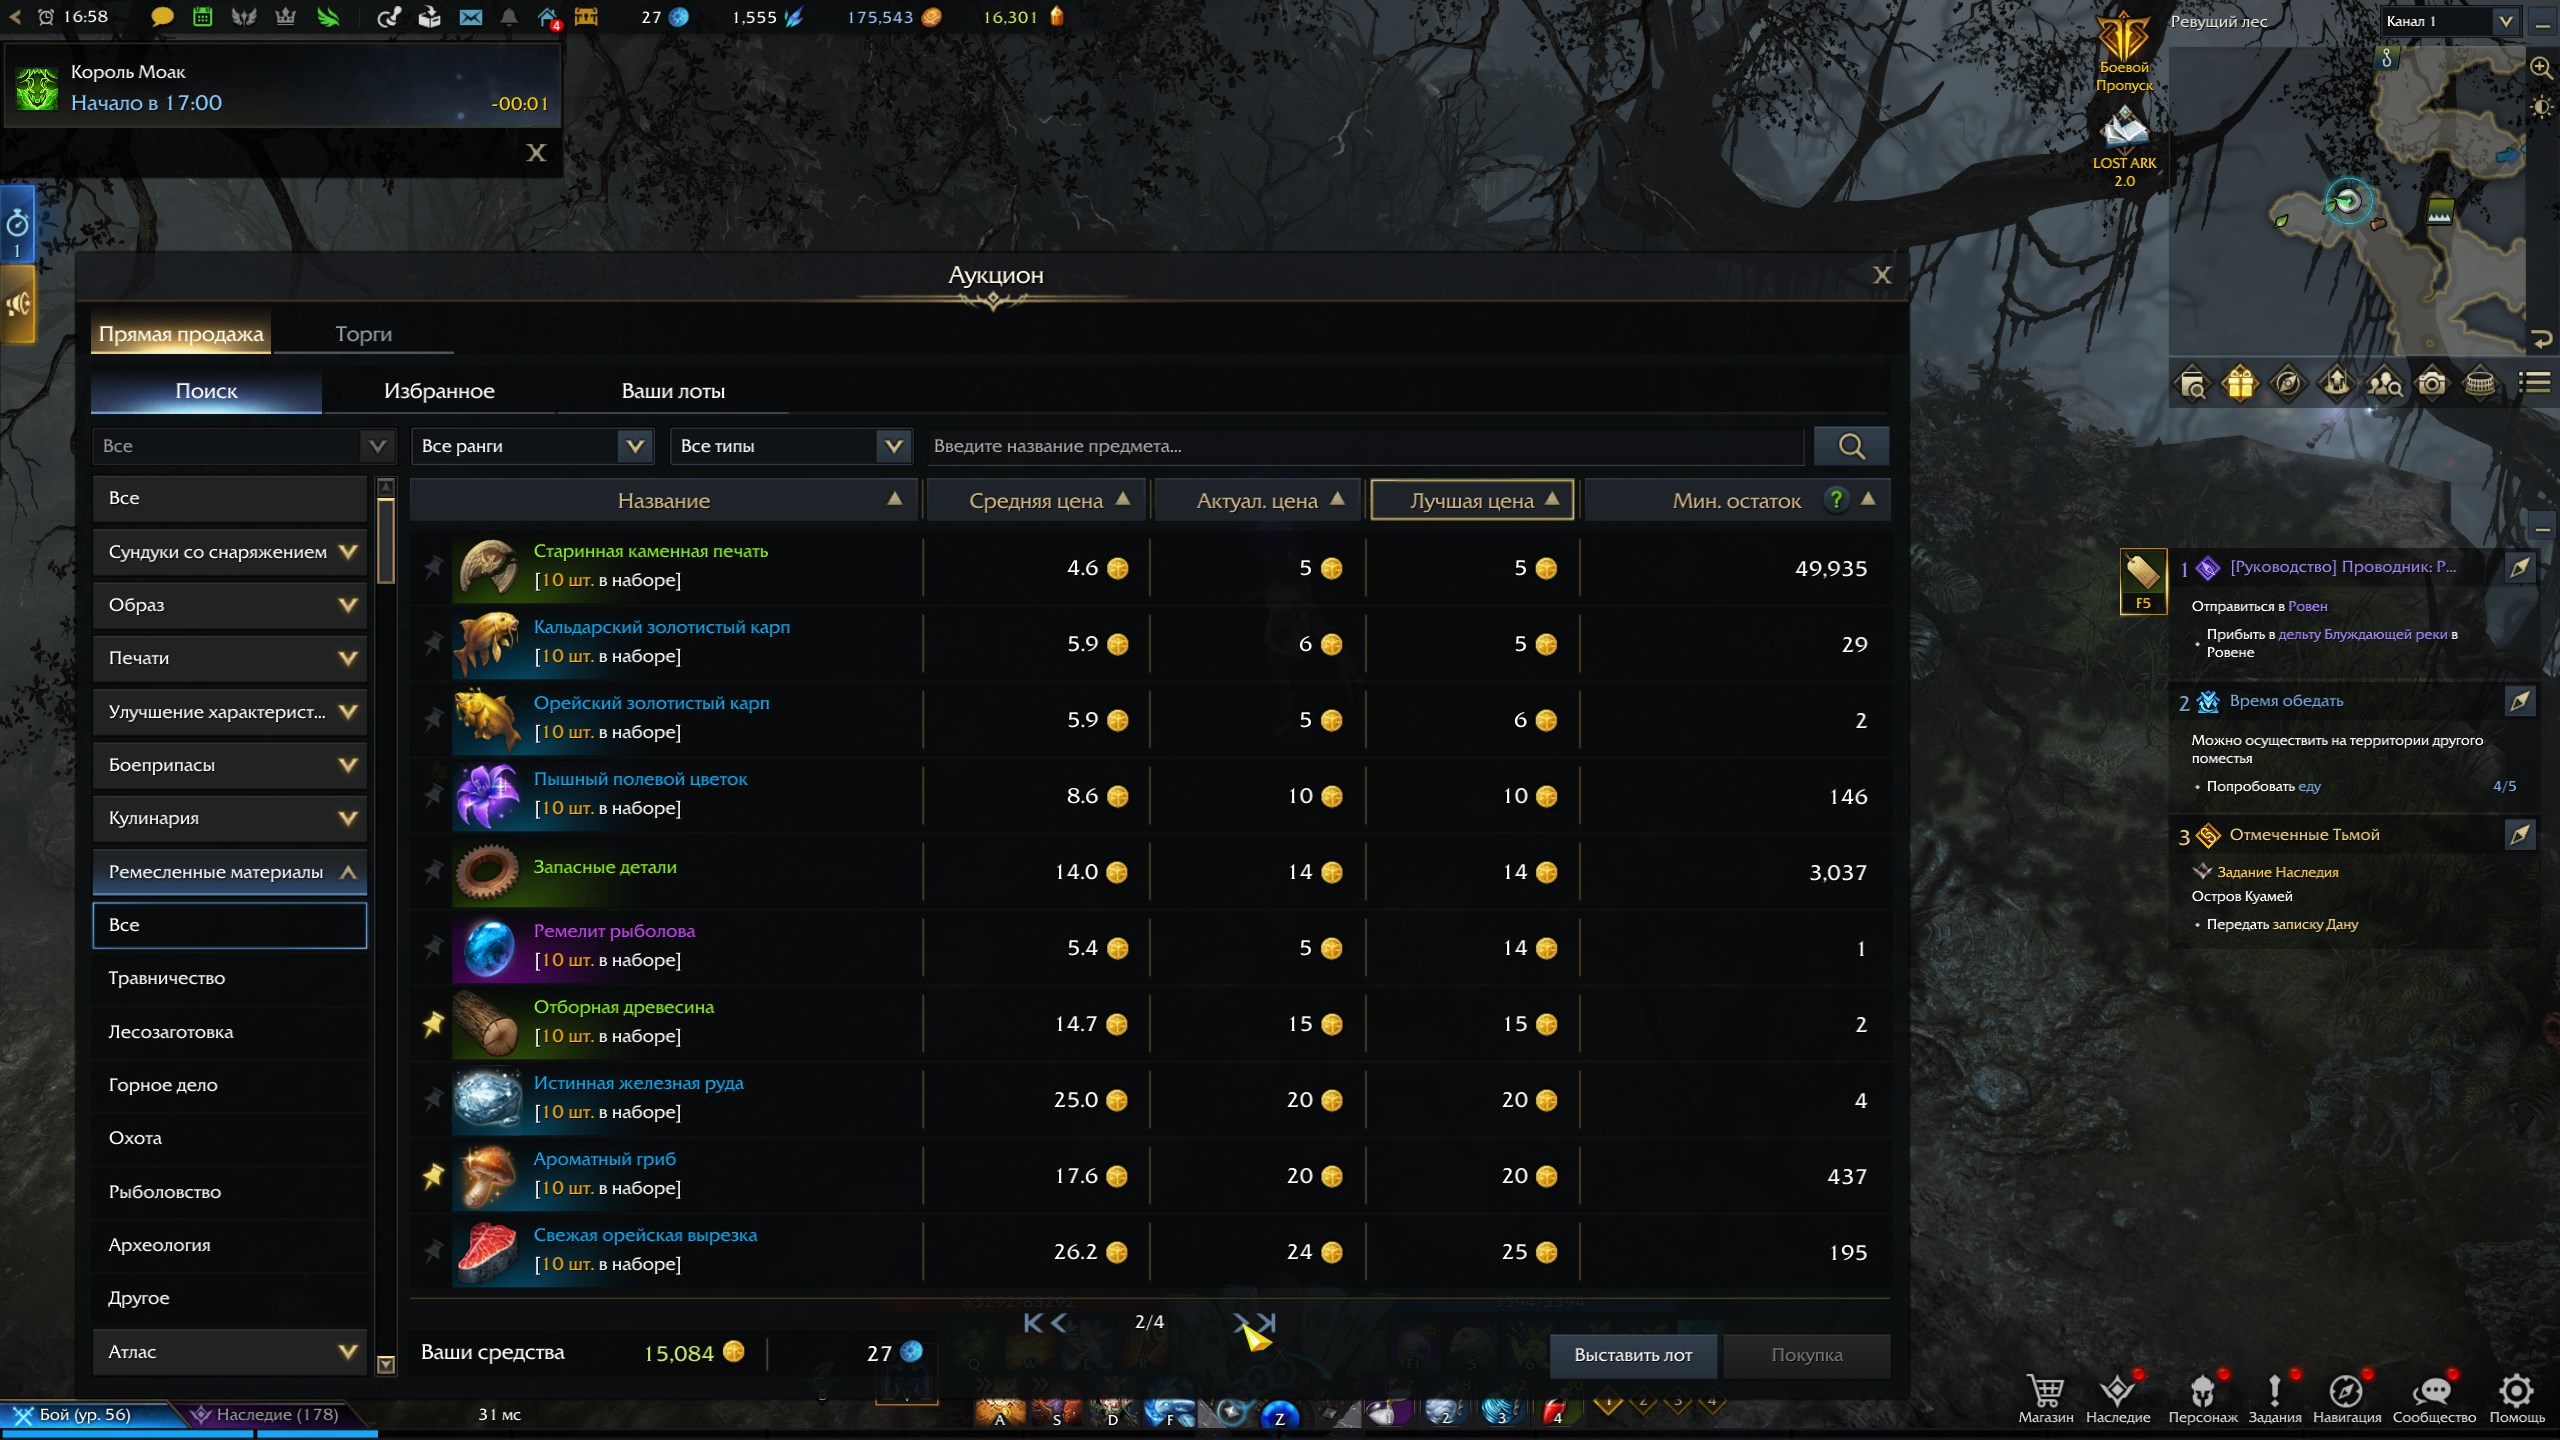 16:58
4
27
1,555
175,543
16,301
Король Моак
Начало в 17:00
-00:01
X
1
Боевой
Пропуск
LOST ARK
2.0
Ревущий лес
Канал 1
Аукцион
X
Прямая продажа
Торги
Поиск
Избранное
Ваши лоты
Все
Все ранги
Все типы
Введите название предмета...
Все
Сундуки со снаряжением
Образ
Печати
Улучшение характерист...
Боеприпасы
Кулинария
Ремесленные материалы
Все
Травничество
Лесозаготовка
Горное дело
Охота
Рыболовство
Археология
Другое
Атлас
Название
Средняя цена
Актуал. цена
Лучшая цена
Мин. остаток ?
Старинная каменная печать
[10 шт. в наборе]
4.6
5
5
49,935
Кальдарский золотистый карп
[10 шт. в наборе]
5.9
6
5
29
Орейский золотистый карп
[10 шт. в наборе]
5.9
5
6
2
Пышный полевой цветок
[10 шт. в наборе]
8.6
10
10
146
Запасные детали
14.0
14
14
3,037
Ремелит рыболова
[10 шт. в наборе]
5.4
5
14
1
Отборная древесина
[10 шт. в наборе]
14.7
15
15
2
Истинная железная руда
[10 шт. в наборе]
25.0
20
20
4
Ароматный гриб
[10 шт. в наборе]
17.6
20
20
437
Свежая орейская вырезка
[10 шт. в наборе]
26.2
24
25
195
2/4
Ваши средства
15,084
27
Выставить лот
Покупка
F5
1 [Руководство] Проводник: Р...
Отправиться в Ровен
• Прибыть в дельту Блуждающей реки в
Ровене
2 Время обедать
Можно осуществить на территории другого
поместья
• Попробовать еду
4/5
3 Отмеченные Тьмой
Задание Наследия
Остров Куамей
• Передать записку Дану
Бой (ур. 56)
Наследие (178)
31 мс
A
S
D
F
Z
1
2
3
4
1
2
3
4
Магазин
Наследие
Персонаж
Задания
Навигация
Сообщество
Помощь